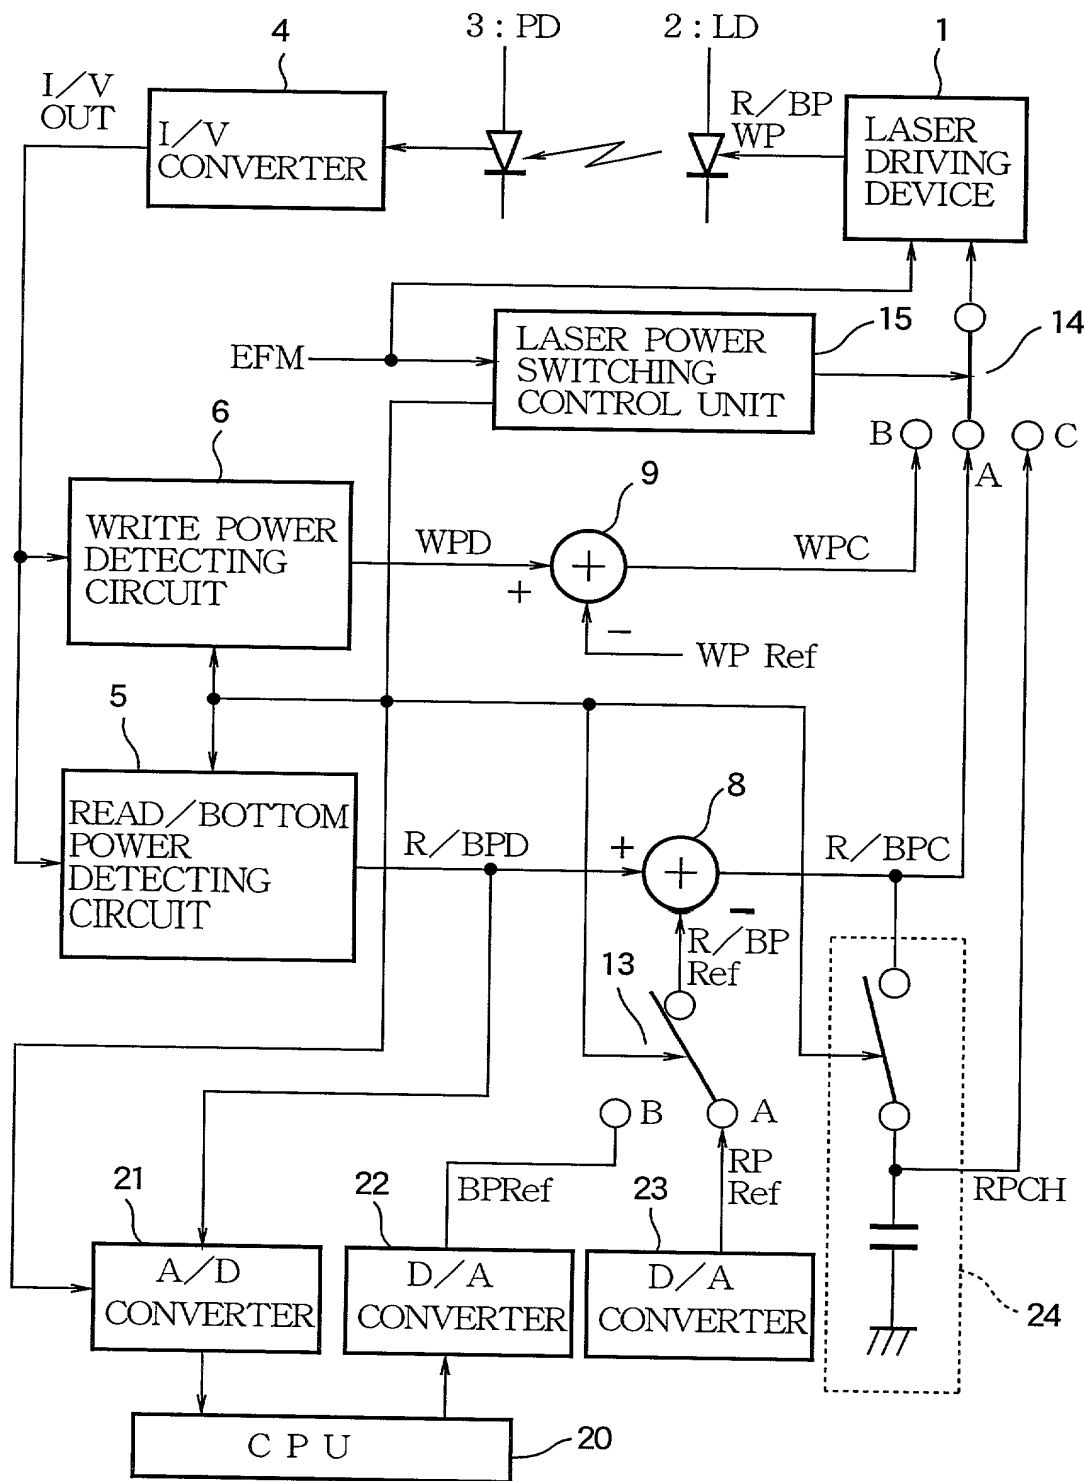 3 : PD
2 : LD
4
1
I/V
OUT
I/V
CONVERTER
R/BP
WP
LASER
DRIVING
DEVICE
EFM
LASER POWER
SWITCHING
CONTROL UNIT
15
14
B
A
C
6
WRITE POWER
DETECTING
CIRCUIT
WPD
9
+
+
−
WPC
WP Ref
5
READ/BOTTOM
POWER
DETECTING
CIRCUIT
R/BPD
8
+
+
−
R/BPC
R/BP
Ref
13
B
A
RP
Ref
BPRef
RPCH
21
22
23
A/D
CONVERTER
D/A
CONVERTER
D/A
CONVERTER
24
CPU
20